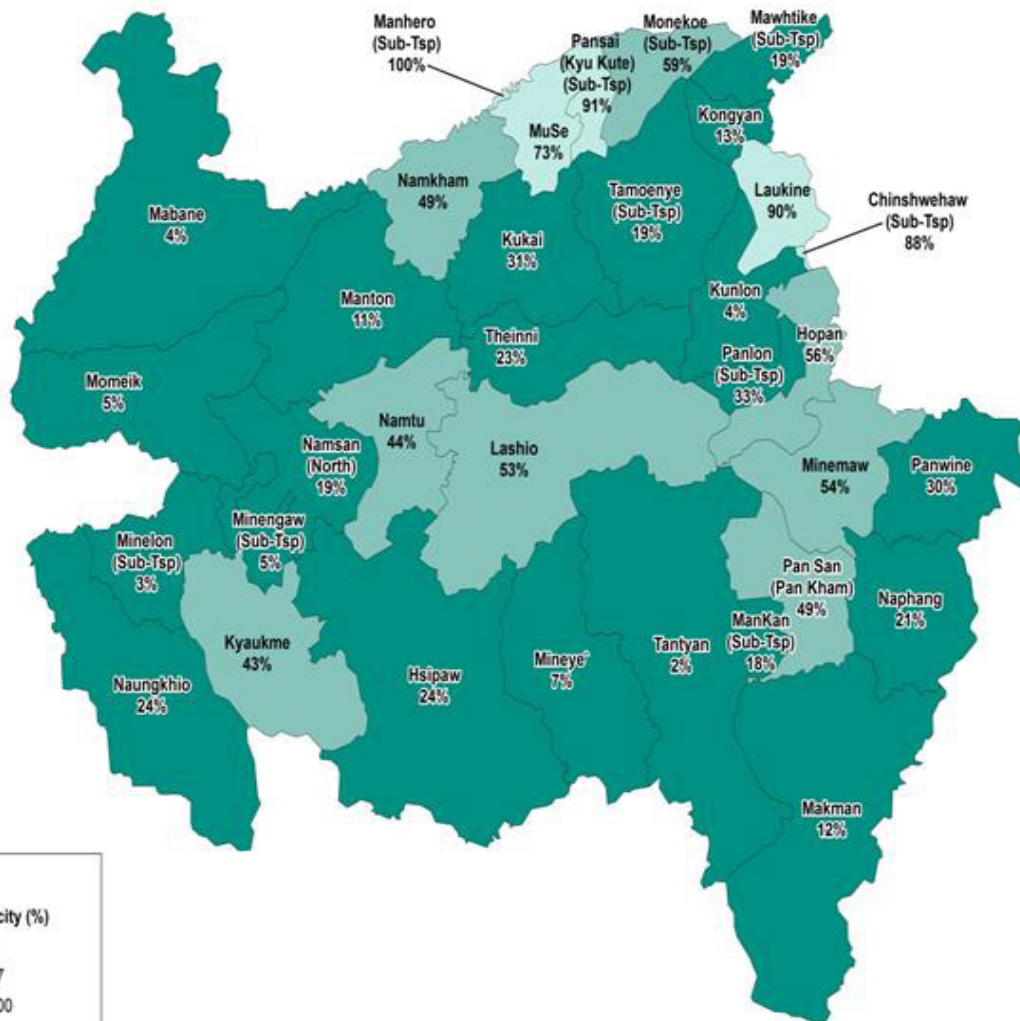 Manhero
(Sub-Tsp)
100%
Pansai
(Kyu Kute)
(Sub-Tsp)
91%
Monekoe
(Sub-Tsp)
59%
Mawhtike
(Sub-Tsp)
19%
Kongyan
13%
MuSe
73%
Namkham
49%
Laukine
90%
Chinshwehaw
(Sub-Tsp)
88%
Mabane
4%
Tamoenye
(Sub-Tsp)
19%
Kukai
31%
Manton
11%
Kunlon
4%
Theinni
23%
Hopan
56%
Panlon
(Sub-Tsp)
33%
Momeik
5%
Namtu
44%
Namsan
(North)
19%
Lashio
53%
Minemaw
54%
Panwine
30%
Minengaw
(Sub-Tsp)
5%
Minelon
(Sub-Tsp)
3%
Pan San
(Pan Kham)
49%
Naphang
21%
ManKan
(Sub-Tsp)
18%
Kyaukme
43%
Tantyan
2%
Mineye'
7%
Hsipaw
24%
Naungkhio
24%
Makman
12%
city (%)